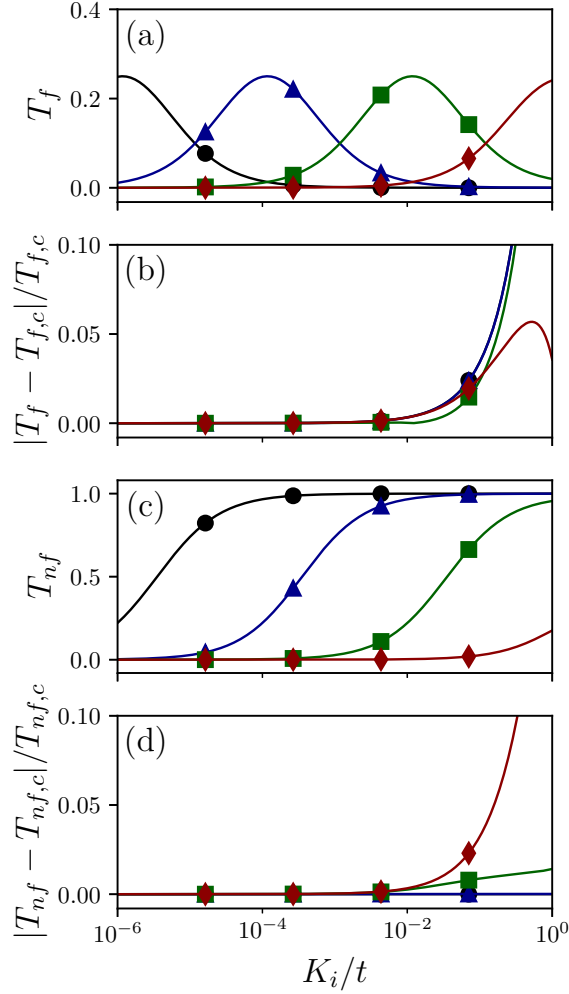 (a)
T_f
0.4
0.2
0.0
(b)
|T_f − T_{f,c}|/T_{f,c}
0.10
0.05
0.00
(c)
T_{nf}
1.0
0.5
0.0
(d)
|T_{nf} − T_{nf,c}|/T_{nf,c}
0.10
0.05
0.00
10^{-6} 10^{-4} 10^{-2} 10^{0}
K_i/t